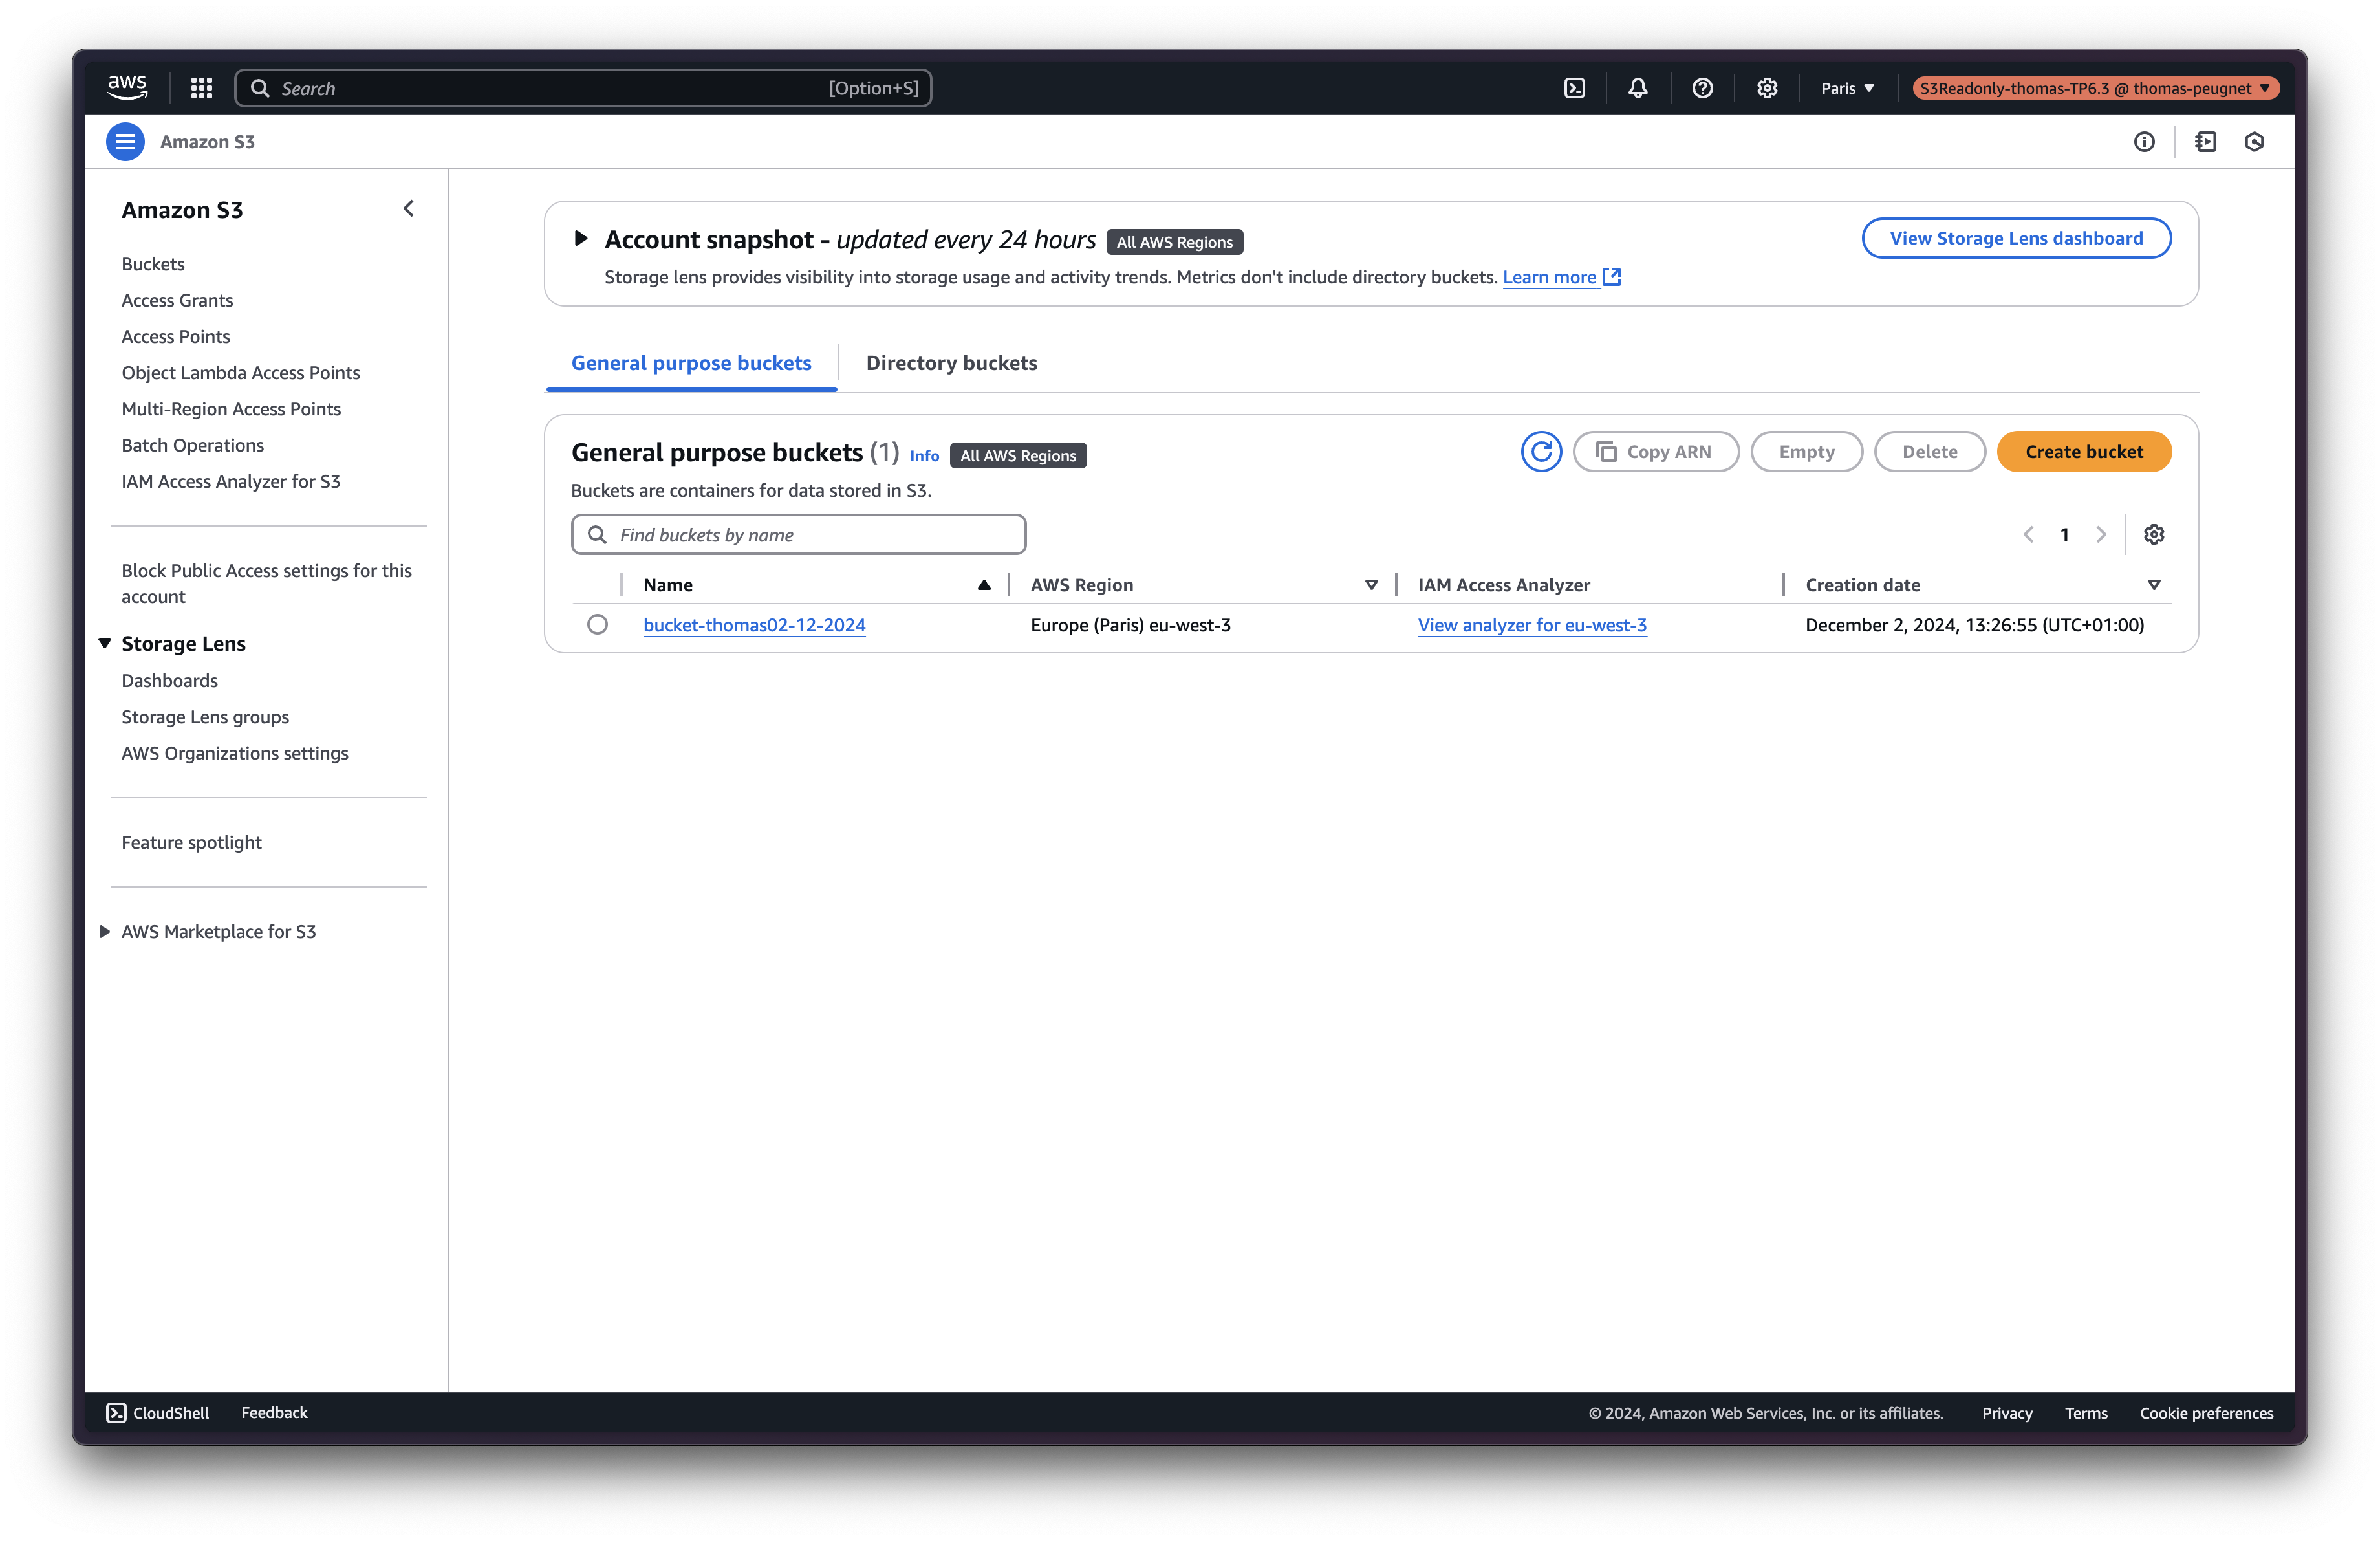 aws Search [Option+S] Paris S3Readonly-thomas-TP6.3 @ thomas-peugnet
Amazon S3
Amazon S3
Buckets
Access Grants
Access Points
Object Lambda Access Points
Multi-Region Access Points
Batch Operations
IAM Access Analyzer for S3
Block Public Access settings for this
account
Storage Lens
Dashboards
Storage Lens groups
AWS Organizations settings
Feature spotlight
AWS Marketplace for S3
Account snapshot - updated every 24 hours All AWS Regions View Storage Lens dashboard
Storage lens provides visibility into storage usage and activity trends. Metrics don't include directory buckets. Learn more
General purpose buckets Directory buckets
General purpose buckets (1) Info All AWS Regions Copy ARN Empty Delete Create bucket
Buckets are containers for data stored in S3.
Find buckets by name 1
Name AWS Region IAM Access Analyzer Creation date
bucket-thomas02-12-2024 Europe (Paris) eu-west-3 View analyzer for eu-west-3 December 2, 2024, 13:26:55 (UTC+01:00)
CloudShell Feedback © 2024, Amazon Web Services, Inc. or its affiliates. Privacy Terms Cookie preferences